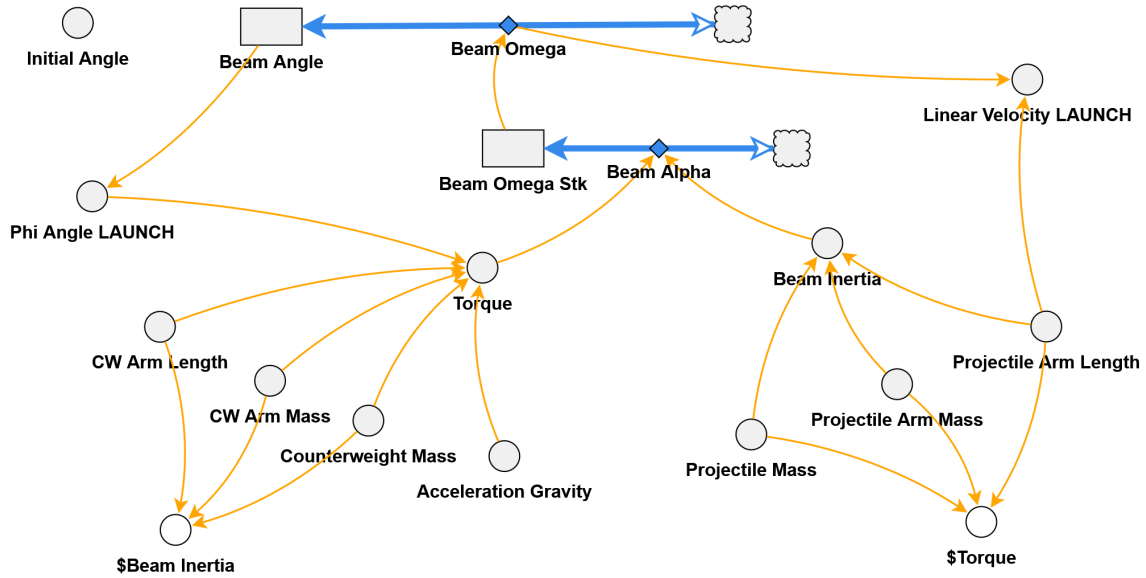 Initial Angle
Beam Angle
Beam Omega
Linear Velocity LAUNCH
Beam Omega Stk
Beam Alpha
Phi Angle LAUNCH
Torque
Beam Inertia
CW Arm Length
Projectile Arm Length
CW Arm Mass
Projectile Arm Mass
Counterweight Mass
Projectile Mass
Acceleration Gravity
$Beam Inertia
$Torque